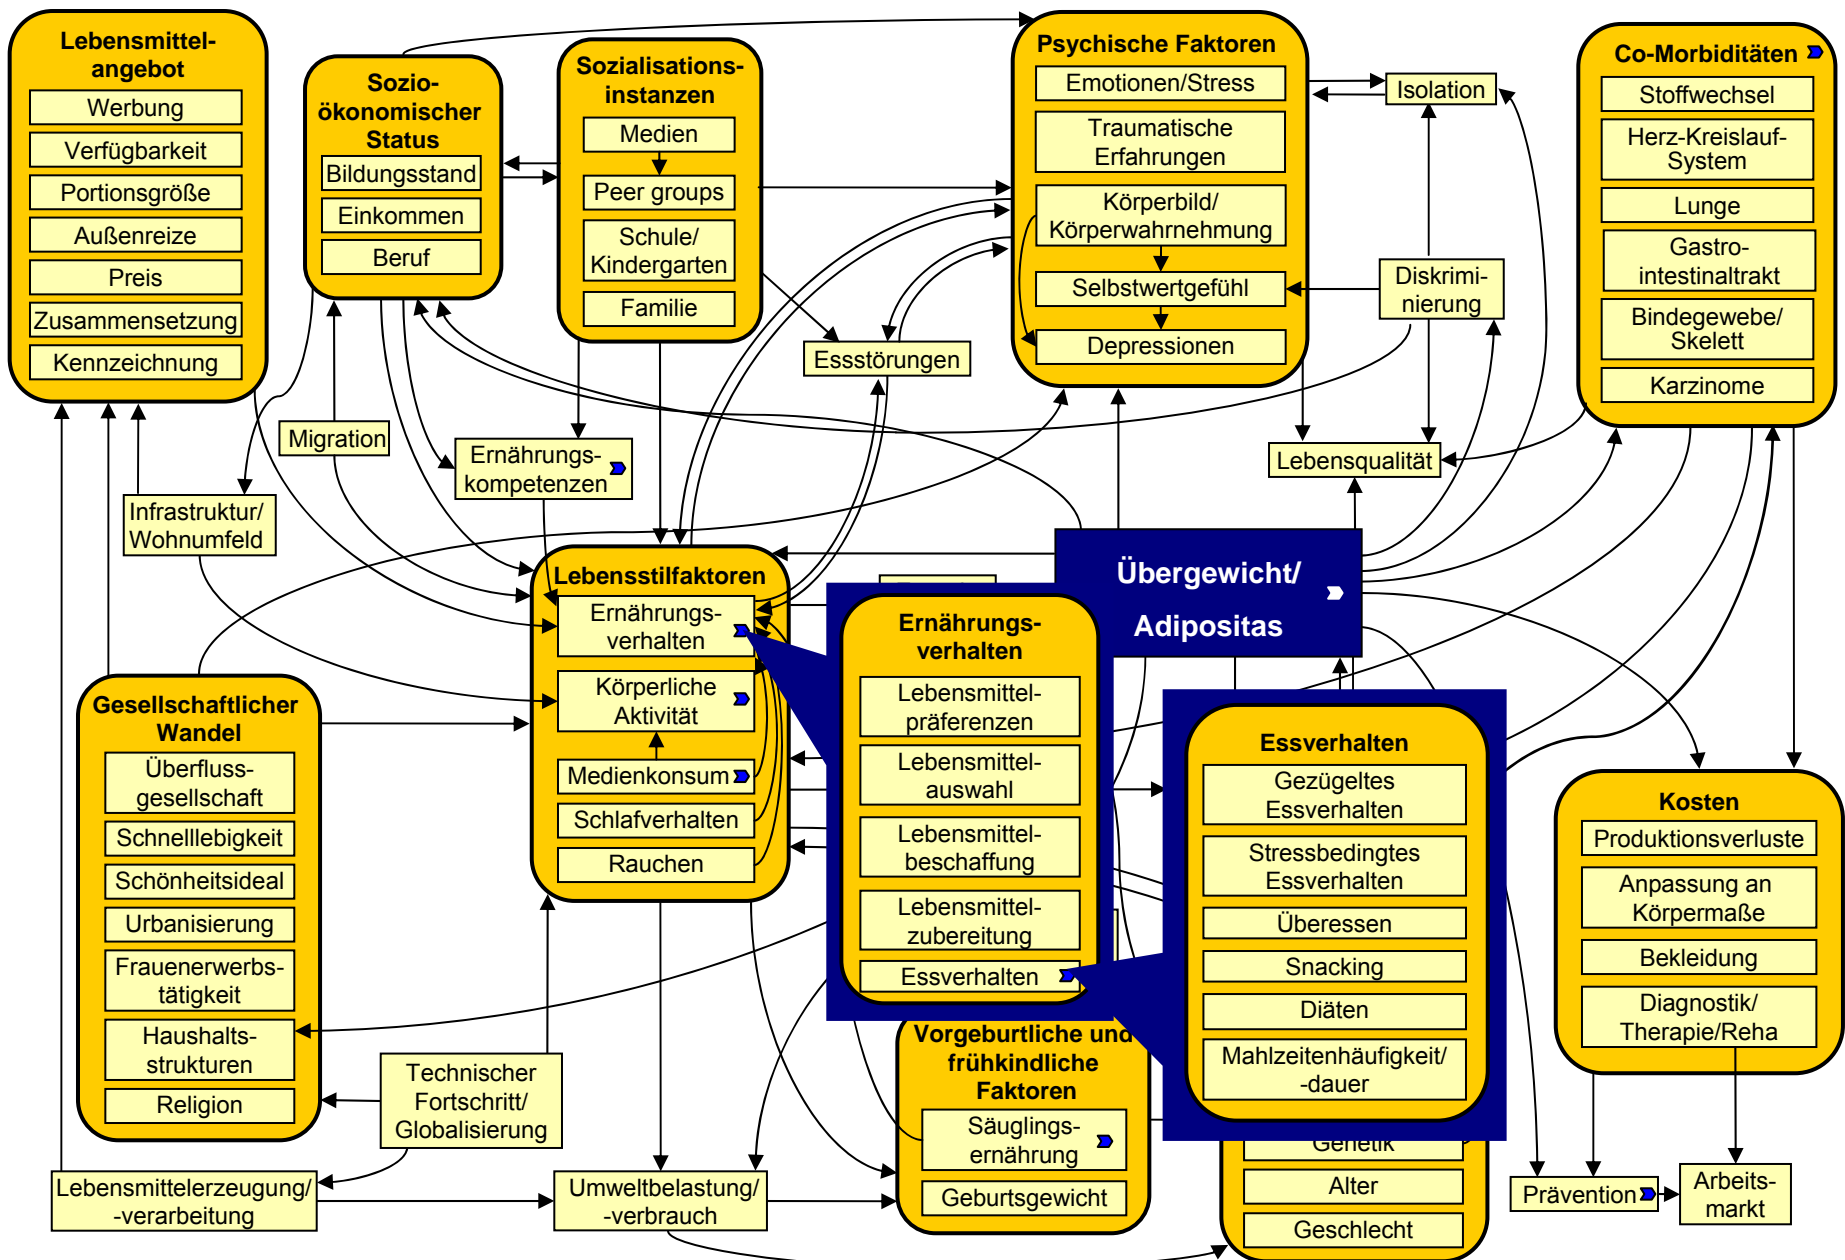 Lebensmittel-
angebot
Werbung
Verfügbarkeit
Portionsgröße
Außenreize
Preis
Zusammensetzung
Kennzeichnung
Sozio-
ökonomischer
Status
Bildungsstand
Einkommen
Beruf
Sozialisations-
instanzen
Medien
Peer groups
Schule/
Kindergarten
Familie
Psychische Faktoren
Emotionen/Stress
Traumatische
Erfahrungen
Körperbild/
Körperwahrnehmung
Selbstwertgefühl
Depressionen
Isolation
Diskrimi-
nierung
Co-Morbiditäten
Stoffwechsel
Herz-Kreislauf-
System
Lunge
Gastro-
intestinaltrakt
Bindegewebe/
Skelett
Karzinome
Essstörungen
Migration
Ernährungs-
kompetenzen
Lebensqualität
Infrastruktur/
Wohnumfeld
Lebensstilfaktoren
Ernährungs-
verhalten
Körperliche
Aktivität
Medienkonsum
Schlafverhalten
Rauchen
Übergewicht/
Adipositas
Ernährungs-
verhalten
Lebensmittel-
präferenzen
Lebensmittel-
auswahl
Lebensmittel-
beschaffung
Lebensmittel-
zubereitung
Essverhalten
Essverhalten
Gezügeltes
Essverhalten
Stressbedingtes
Essverhalten
Überessen
Snacking
Diäten
Mahlzeitenhäufigkeit/
-dauer
Gesellschaftlicher
Wandel
Überfluss-
gesellschaft
Schnelllebigkeit
Schönheitsideal
Urbanisierung
Frauenerwerbs-
tätigkeit
Haushalts-
strukturen
Religion
Kosten
Produktionsverluste
Anpassung an
Körpermaße
Bekleidung
Diagnostik/
Therapie/Reha
Technischer
Fortschritt/
Globalisierung
Vorgeburtliche und
frühkindliche
Faktoren
Säuglings-
ernährung
Geburtsgewicht
Genetik
Alter
Geschlecht
Lebensmittelerzeugung/
-verarbeitung
Umweltbelastung/
-verbrauch
Prävention
Arbeits-
markt